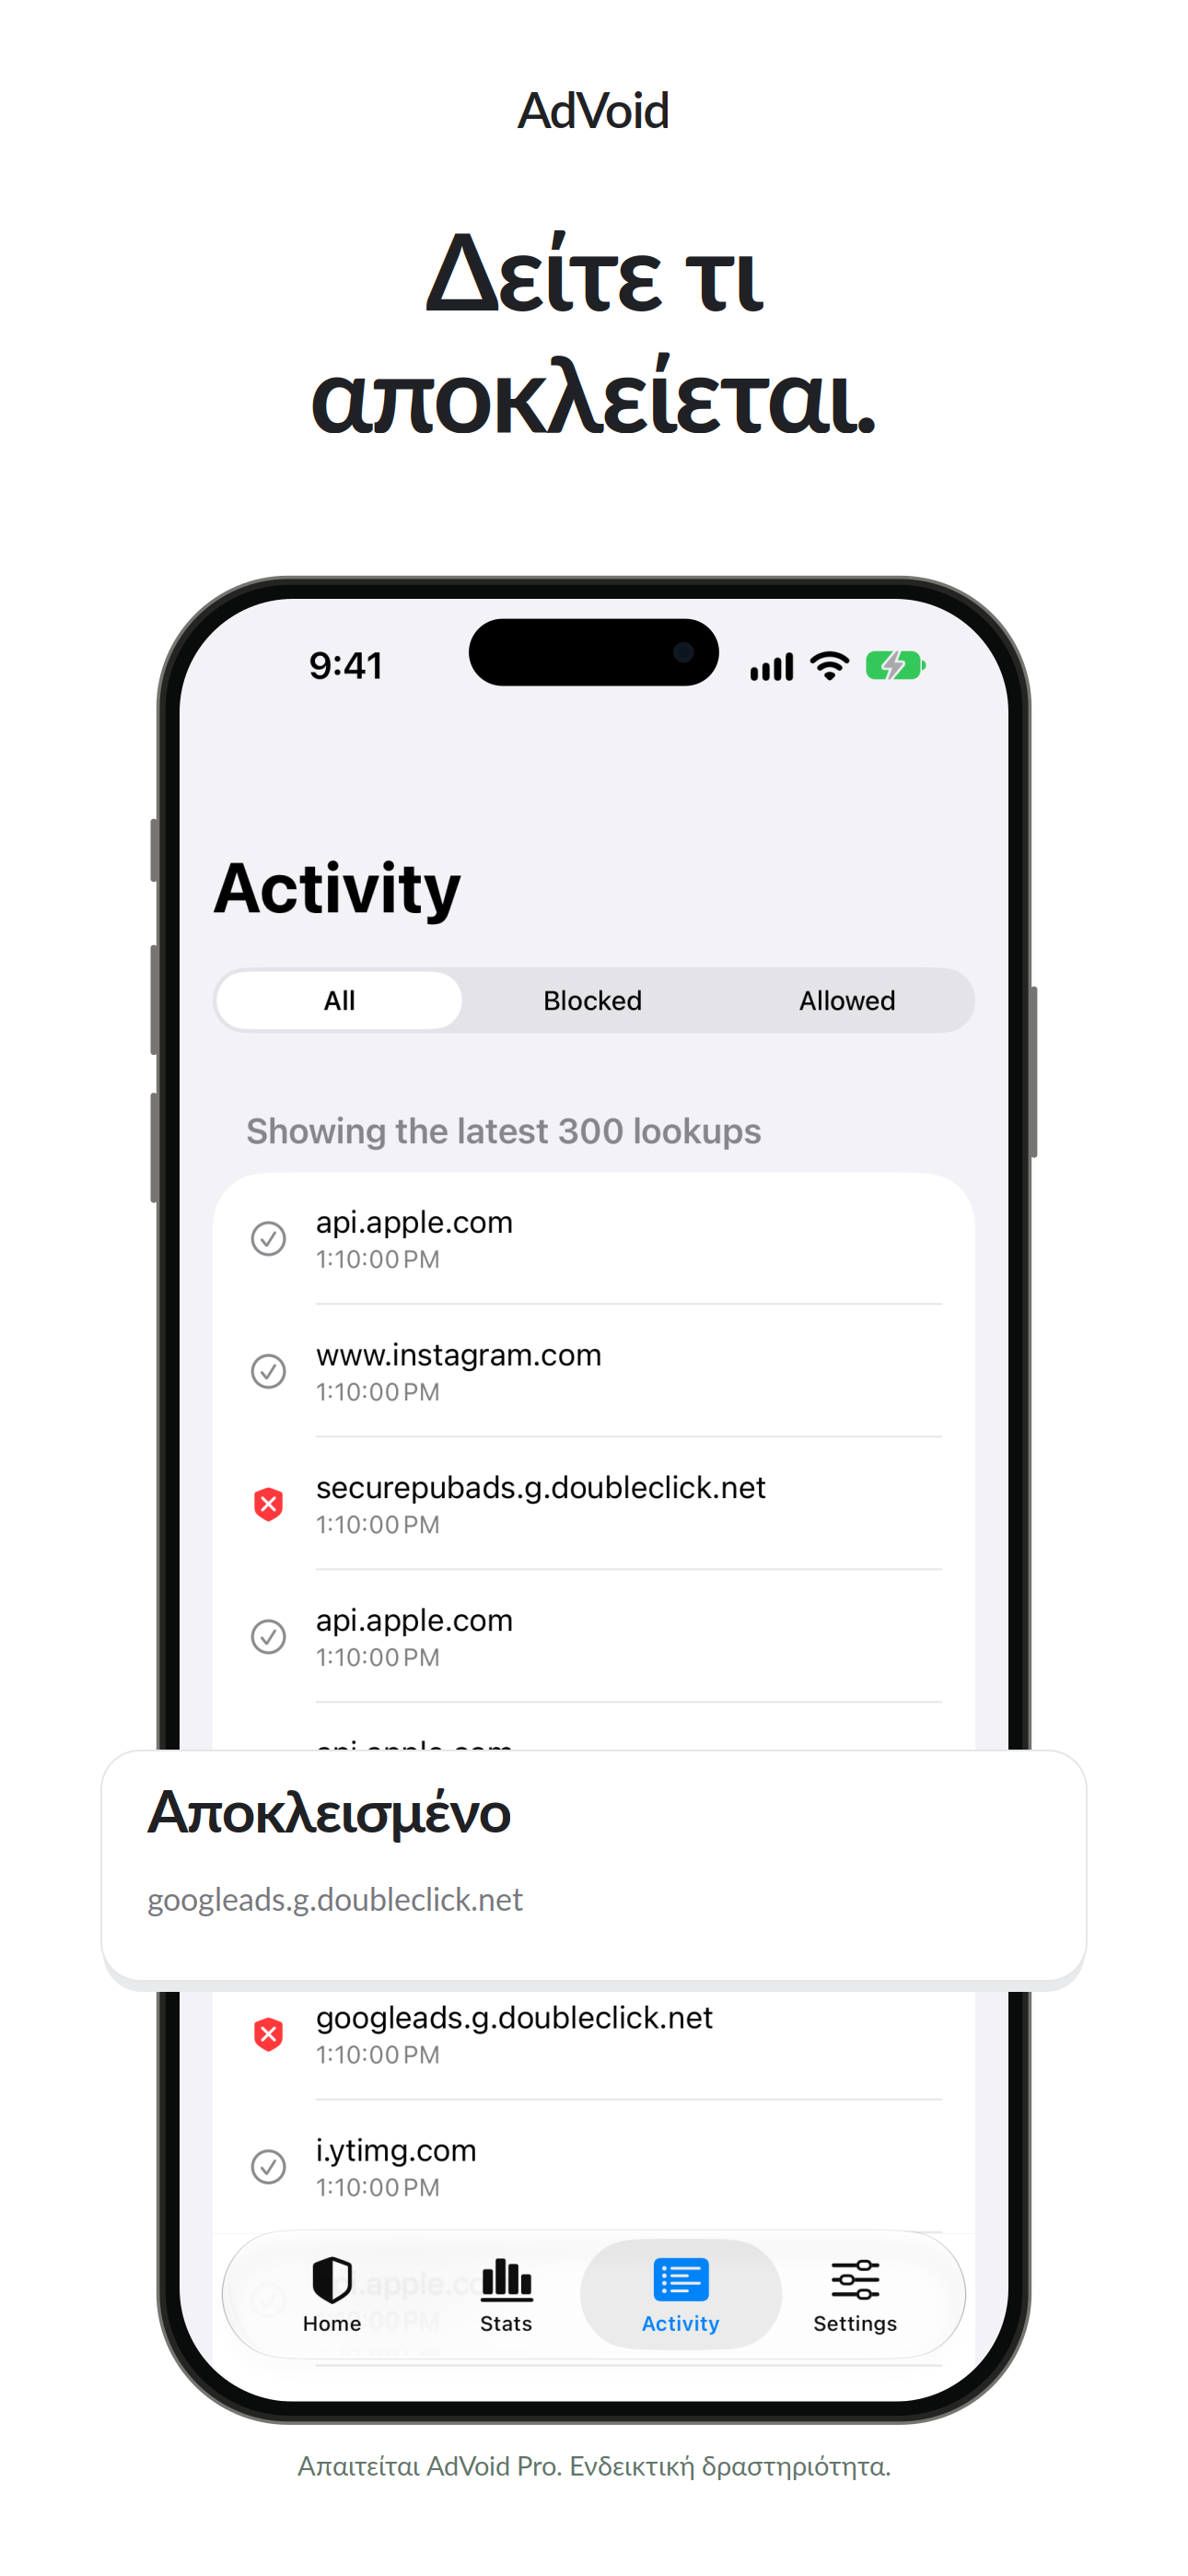 AdVoid
Δείτε τι
αποκλείεται.
9:41
Activity
All
Blocked
Allowed
Showing the latest 300 lookups
api.apple.com
1:10:00 PM
www.instagram.com
1:10:00 PM
securepubads.g.doubleclick.net
1:10:00 PM
api.apple.com
1:10:00 PM
api.apple.com
Αποκλεισμένο
googleads.g.doubleclick.net
googleads.g.doubleclick.net
1:10:00 PM
i.ytimg.com
1:10:00 PM
Home
Stats
Activity
Settings
Απαιτείται AdVoid Pro. Ενδεικτική δραστηριότητα.